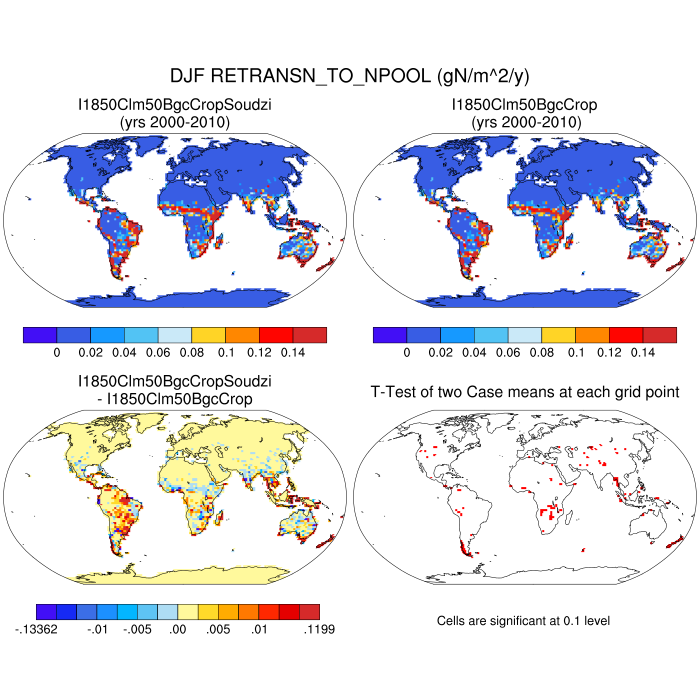 DJF RETRANSN_TO_NPOOL (gN/m^2/y)
I1850Clm50BgcCropSoudzi
(yrs 2000-2010)
I1850Clm50BgcCrop
(yrs 2000-2010)
0 0.02 0.04 0.06 0.08 0.1 0.12 0.14
0 0.02 0.04 0.06 0.08 0.1 0.12 0.14
I1850Clm50BgcCropSoudzi
- I1850Clm50BgcCrop
T-Test of two Case means at each grid point
-.13362 -.01 -.005 .00 .005 .01 .1199
Cells are significant at 0.1 level